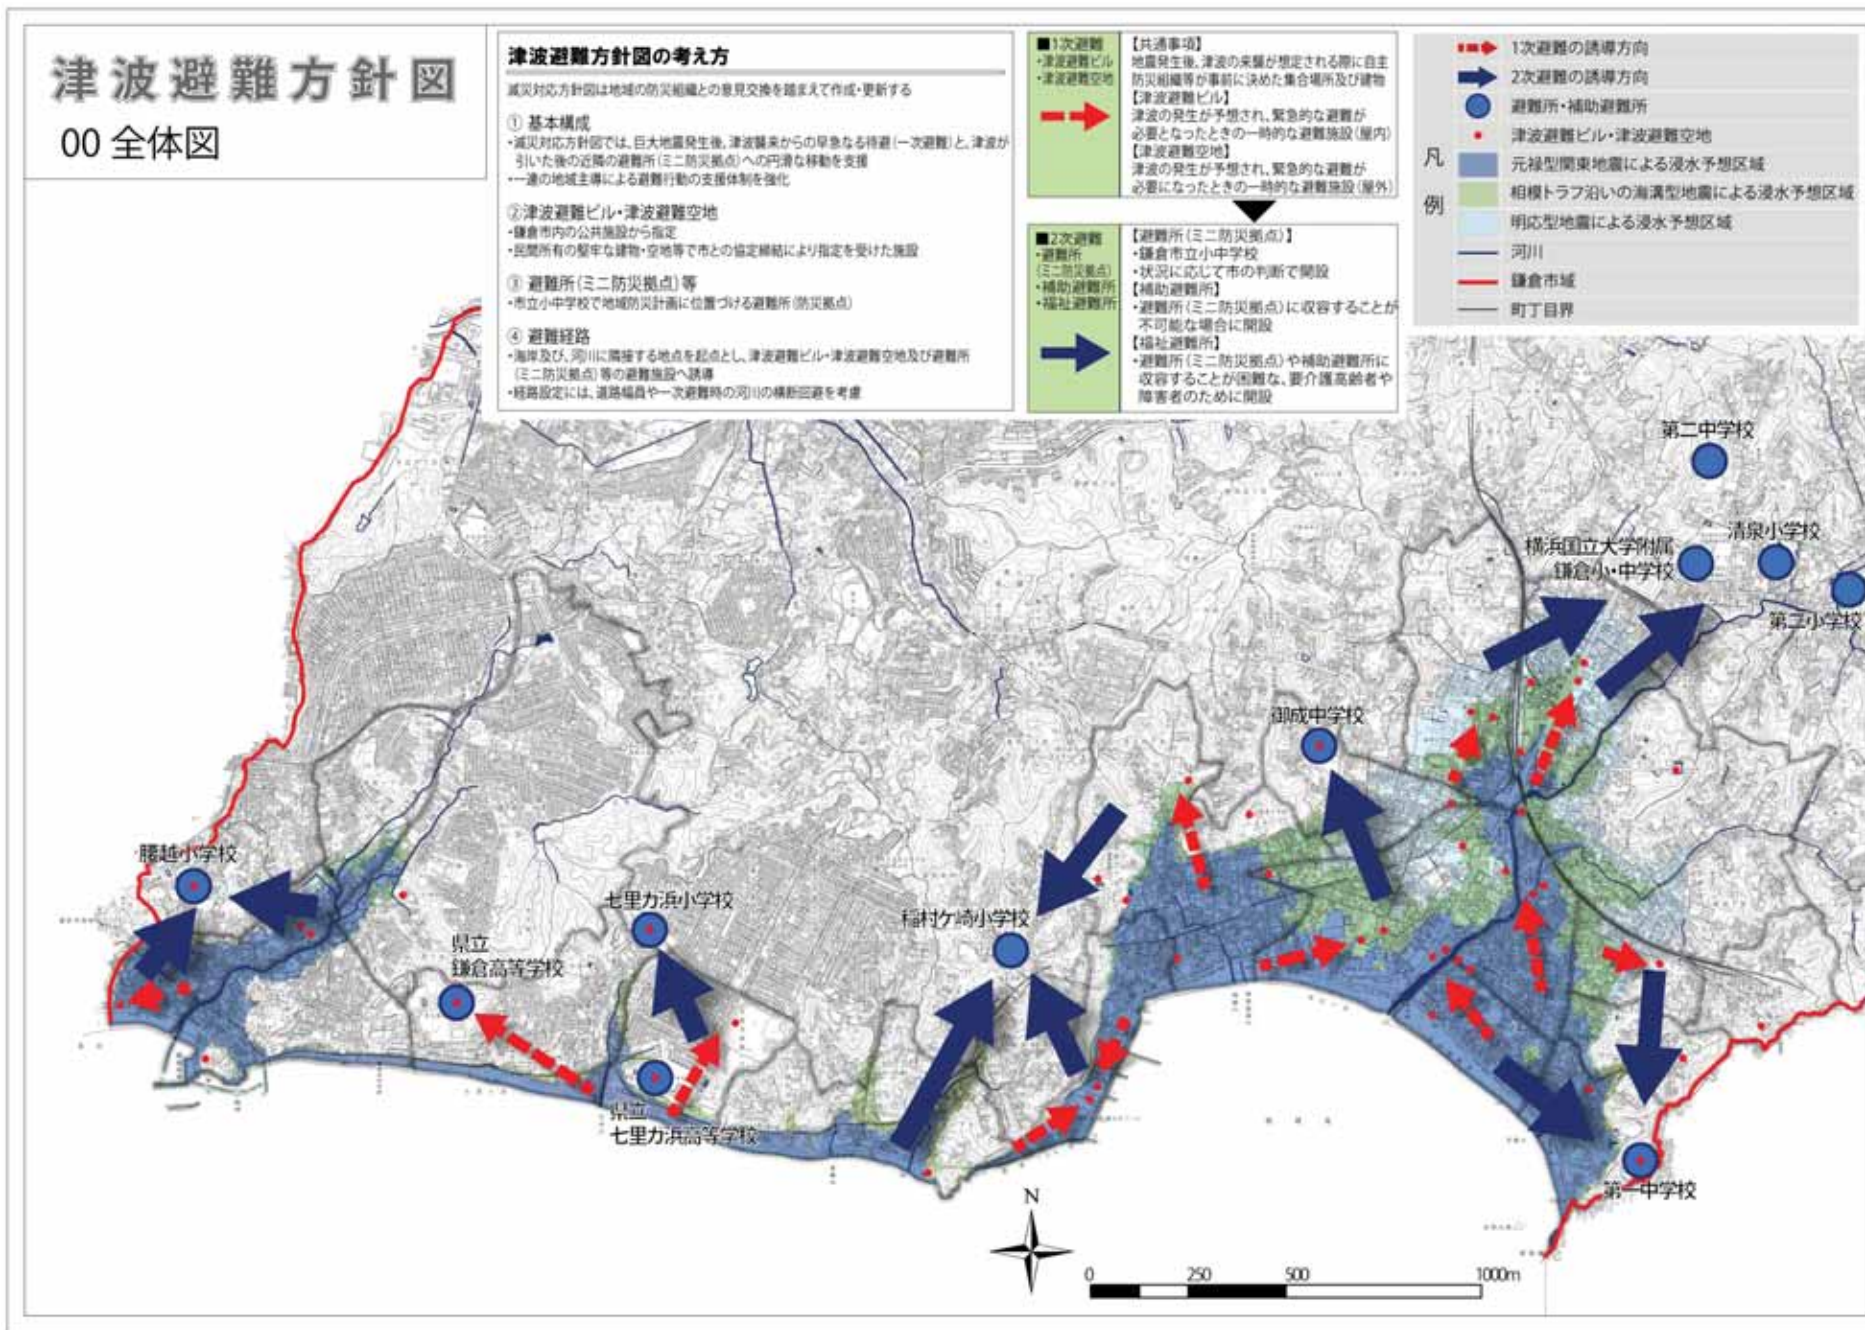 津波避難方針図
00 全体図
津波避難方針図の考え方
減災対応方針図は地域の防災組織との意見交換を踏まえて作成・更新する
① 基本構成
・減災対応方針図では、巨大地震発生後、津波襲来からの早急なる待避(一次避難)と、津波が
引いた後の近隣の避難所(ミニ防災拠点)への円滑な移動を支援
・一連の地域主導による避難行動の支援体制を強化
②津波避難ビル・津波避難空地
・鎌倉市内の公共施設から指定
・民間所有の堅牢な建物・空地等で市との協定締結により指定を受けた施設
③ 避難所(ミニ防災拠点)等
・市立小中学校で地域防災計画に位置づける避難所(防災拠点)
④ 避難経路
・海岸及び、河川に隣接する地点を起点とし、津波避難ビル・津波避難空地及び避難所
(ミニ防災拠点)等の避難施設へ誘導
・経路設定には、道路幅員や一次避難時の河川の横断回避を考慮
■1次避難
・津波避難ビル
・津波避難空地
【共通事項】
地震発生後、津波の来襲が想定される際に自主
防災組織等が事前に決めた集合場所及び建物
【津波避難ビル】
津波の発生が予想され、緊急的な避難が
必要となったときの一時的な避難施設(屋内)
【津波避難空地】
津波の発生が予想され、緊急的な避難が
必要になったときの一時的な避難施設(屋外)
■2次避難
・避難所
(ミニ防災拠点)
・補助避難所
・福祉避難所
【避難所(ミニ防災拠点)】
・鎌倉市立小中学校
・状況に応じて市の判断で開設
【補助避難所】
・避難所(ミニ防災拠点)に収容することが
不可能な場合に開設
【福祉避難所】
・避難所(ミニ防災拠点)や補助避難所に
収容することが困難な、要介護高齢者や
障害者のために開設
凡例
1次避難の誘導方向
2次避難の誘導方向
避難所・補助避難所
津波避難ビル・津波避難空地
元禄型関東地震による浸水予想区域
相模トラフ沿いの海溝型地震による浸水予想区域
明応型地震による浸水予想区域
河川
鎌倉市域
町丁目界
第二中学校
清泉小学校
横浜国立大学附属
鎌倉小・中学校
第二小学校
御成中学校
腰越小学校
七里ガ浜小学校
稲村ケ崎小学校
県立
鎌倉高等学校
県立
七里ガ浜高等学校
第一中学校
N
0 250 500 1000m